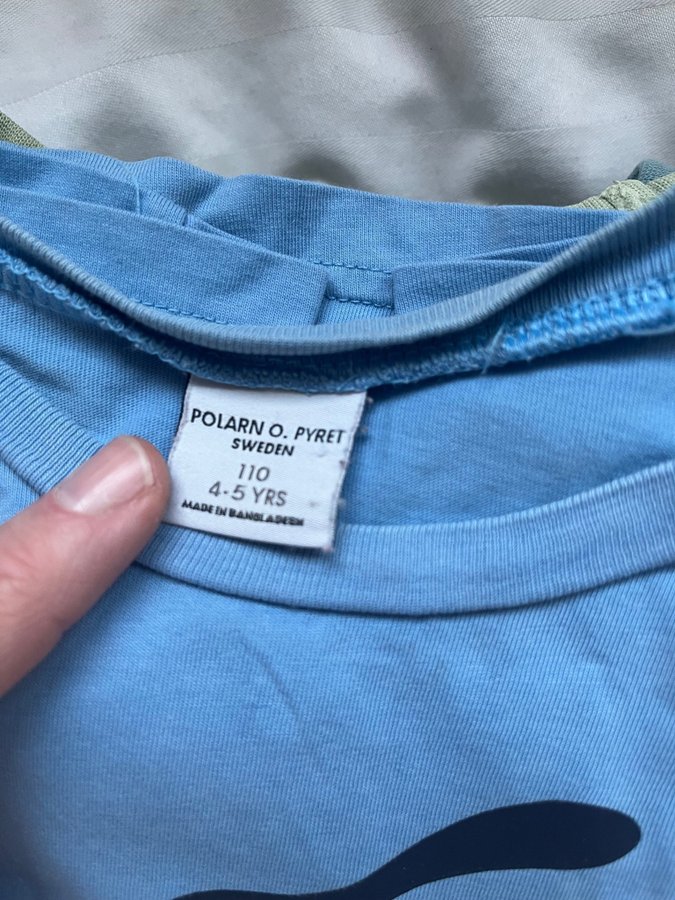 POLARN O. PYRET
SWEDEN
110
4-5 YRS
MADE IN BANGLADESH